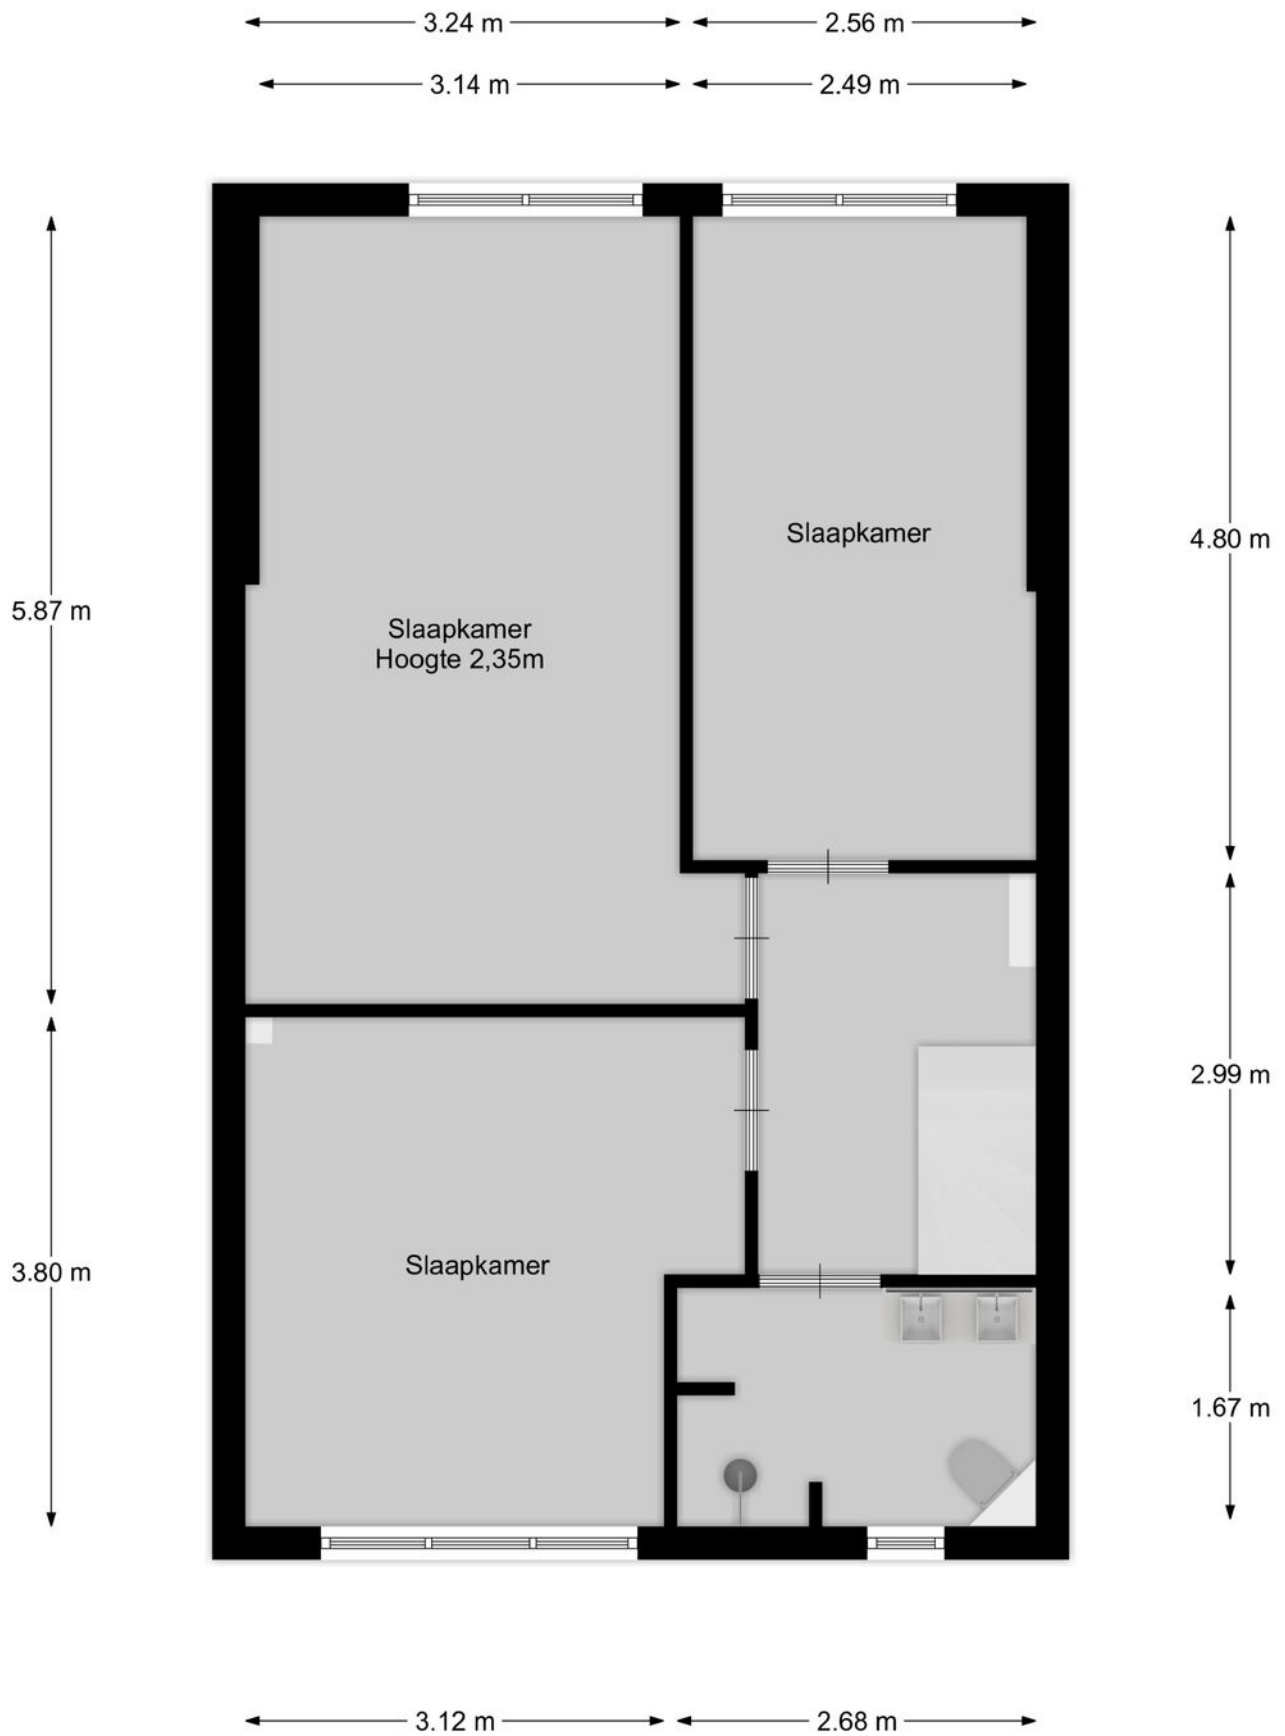 3.24 m
2.56 m
3.14 m
2.49 m
Slaapkamer
4.80 m
5.87 m
Slaapkamer
Hoogte 2,35m
2.99 m
Slaapkamer
3.80 m
1.67 m
3.12 m
2.68 m